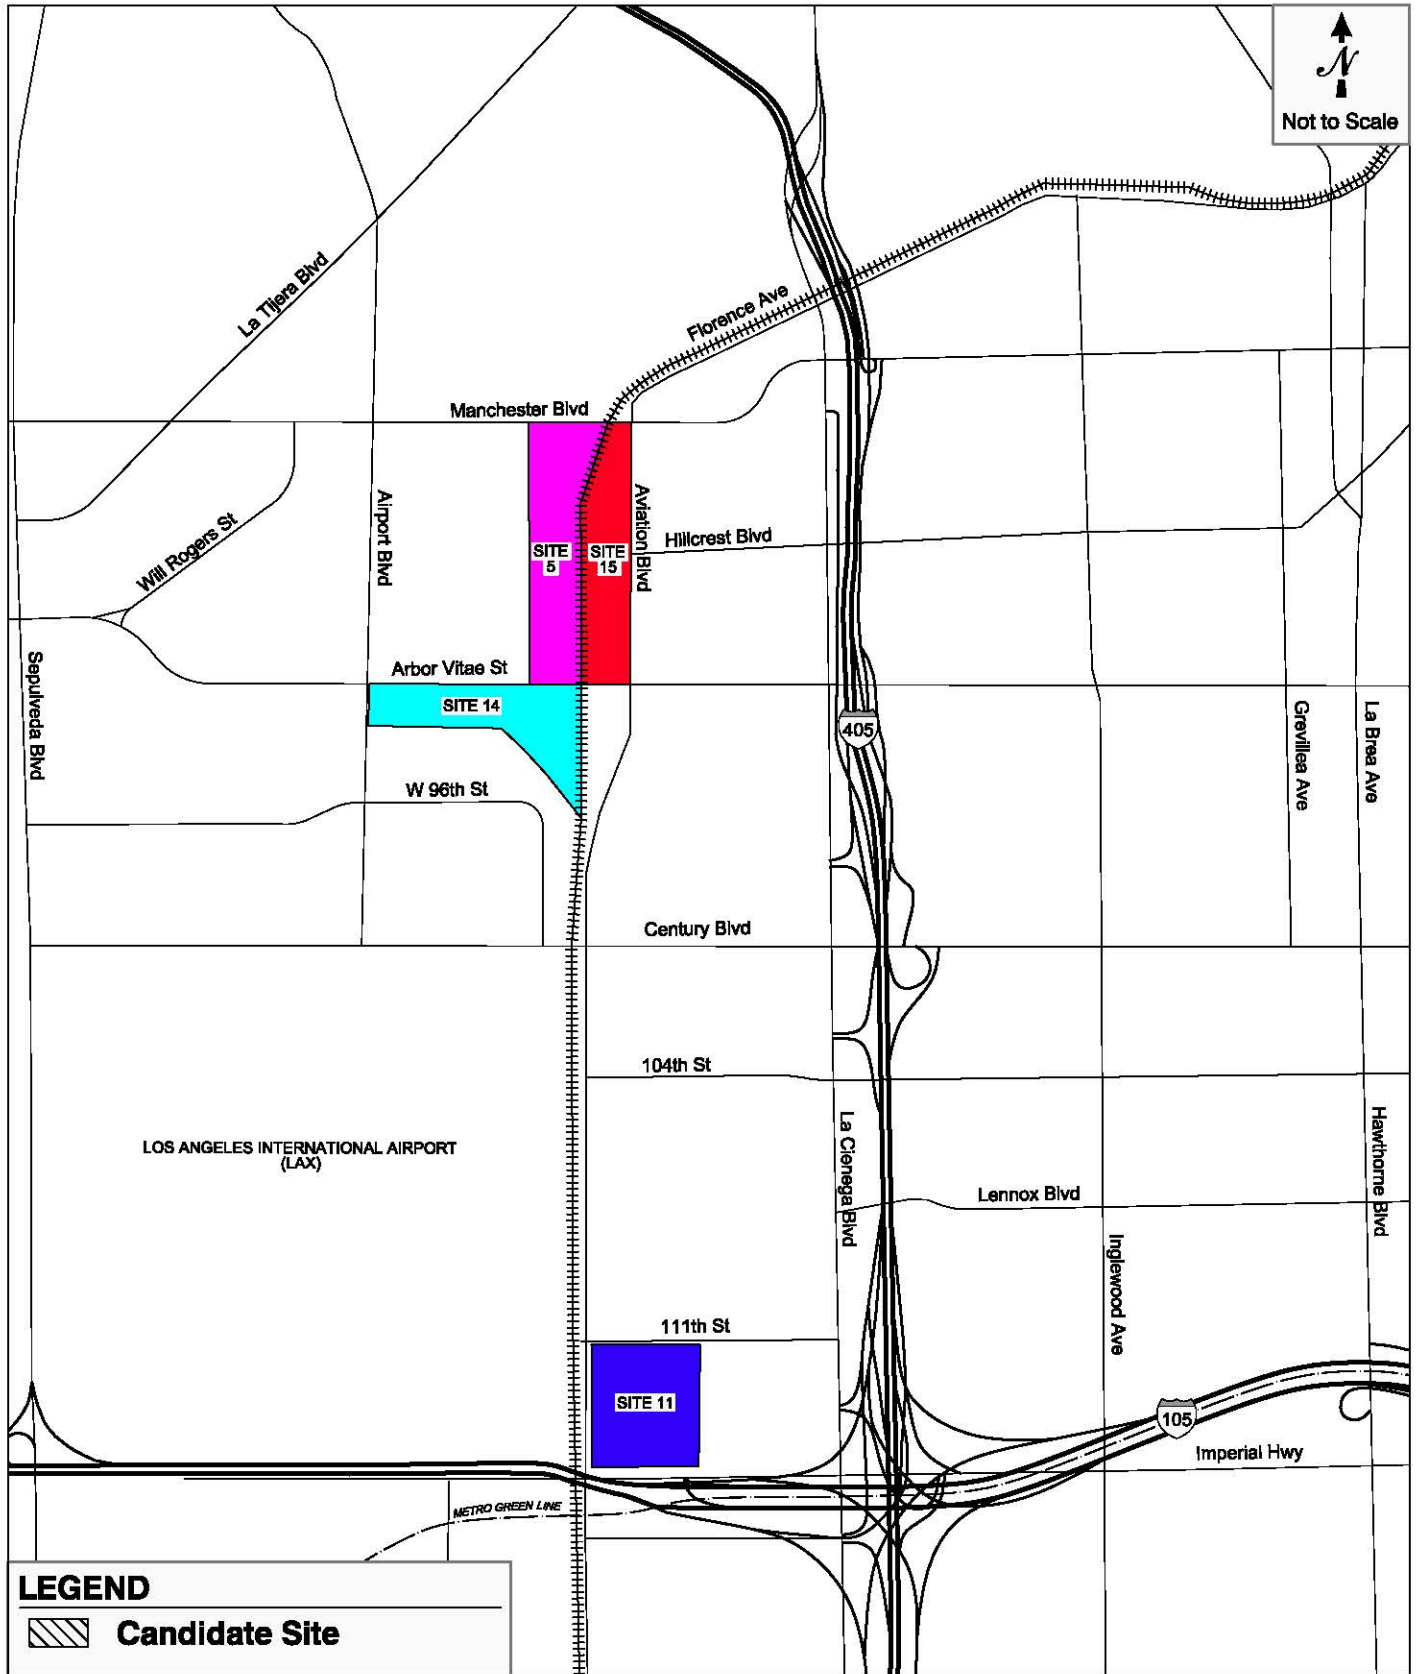 N
Not to Scale
La Tijera Blvd
Florence Ave
Manchester Blvd
Airport Blvd
Aviation Blvd
Will Rogers St
SITE
5
SITE
15
Hillcrest Blvd
Sepulveda Blvd
Arbor Vitae St
SITE 14
405
Grevillea Ave
La Brea Ave
W 96th St
Century Blvd
104th St
LOS ANGELES INTERNATIONAL AIRPORT
(LAX)
La Cienega Blvd
Hawthorne Blvd
Lennox Blvd
Inglewood Ave
111th St
SITE 11
105
Imperial Hwy
METRO GREEN LINE
LEGEND
Candidate Site